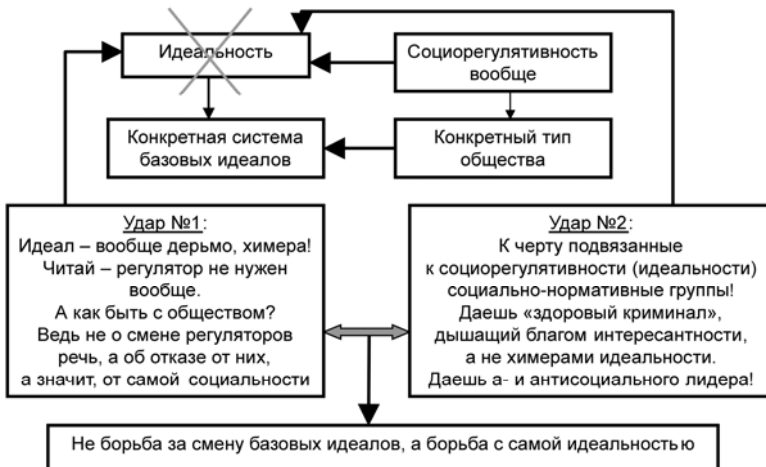 Идеальность
Социорегулятивность
вообще
Конкретная система
базовых идеалов
Конкретный тип
общества
Удар №1:
Идеал – вообще дерьмо, химера!
Читай – регулятор не нужен
вообще.
А как быть с обществом?
Ведь не о смене регуляторов
речь, а об отказе от них,
а значит, от самой социальности
Удар №2:
К черту подвязанные
к социорегулятивности (идеальности)
социально-нормативные группы!
Даешь «здоровый криминал»,
дышащий благом интересантности,
а не химерами идеальности.
Даешь а- и антисоциального лидера!
Не борьба за смену базовых идеалов, а борьба с самой идеальностью